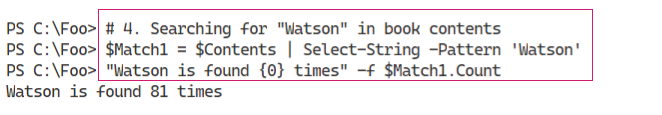 PS C:\Foo> # 4. Searching for "Watson" in book contents
PS C:\Foo> $Match1 = $Contents | Select-String -Pattern 'Watson'
PS C:\Foo> "Watson is found {0} times" -f $Match1.Count
Watson is found 81 times